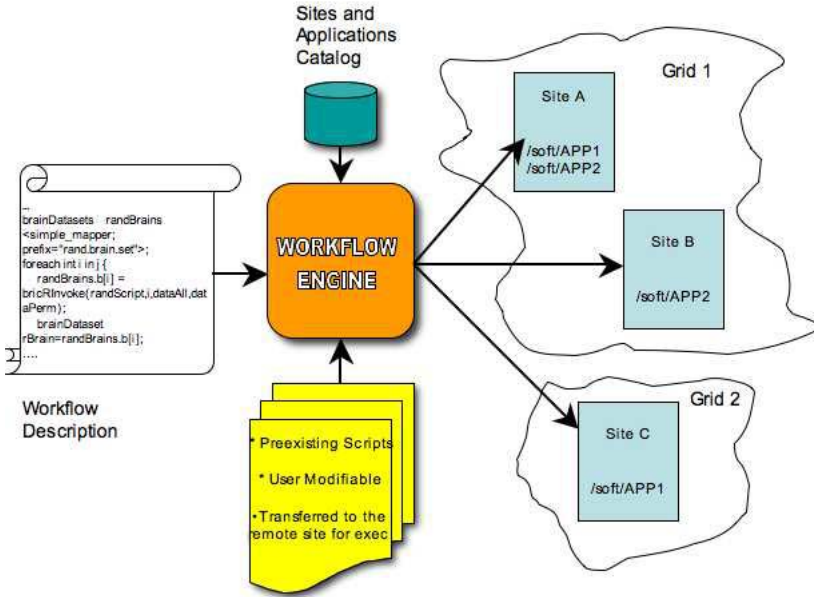 Sites and
Applications
Catalog
Grid 1
Site A
/soft/APP1
/soft/APP2
...
brainDatasets randBrains
<simple_mapper;
prefix="rand.brain.set">;
foreach int i in j {
randBrains.b[i] =
bricRInvoke(randScript,i,dataAll,dat
aPerm);
brainDataset
rBrain=randBrains.b[i];
....
WORKFLOW
ENGINE
Site B
/soft/APP2
Workflow
Description
* Preexisting Scripts
* User Modifiable
•Transferred to the
remote site for exec
Grid 2
Site C
/soft/APP1